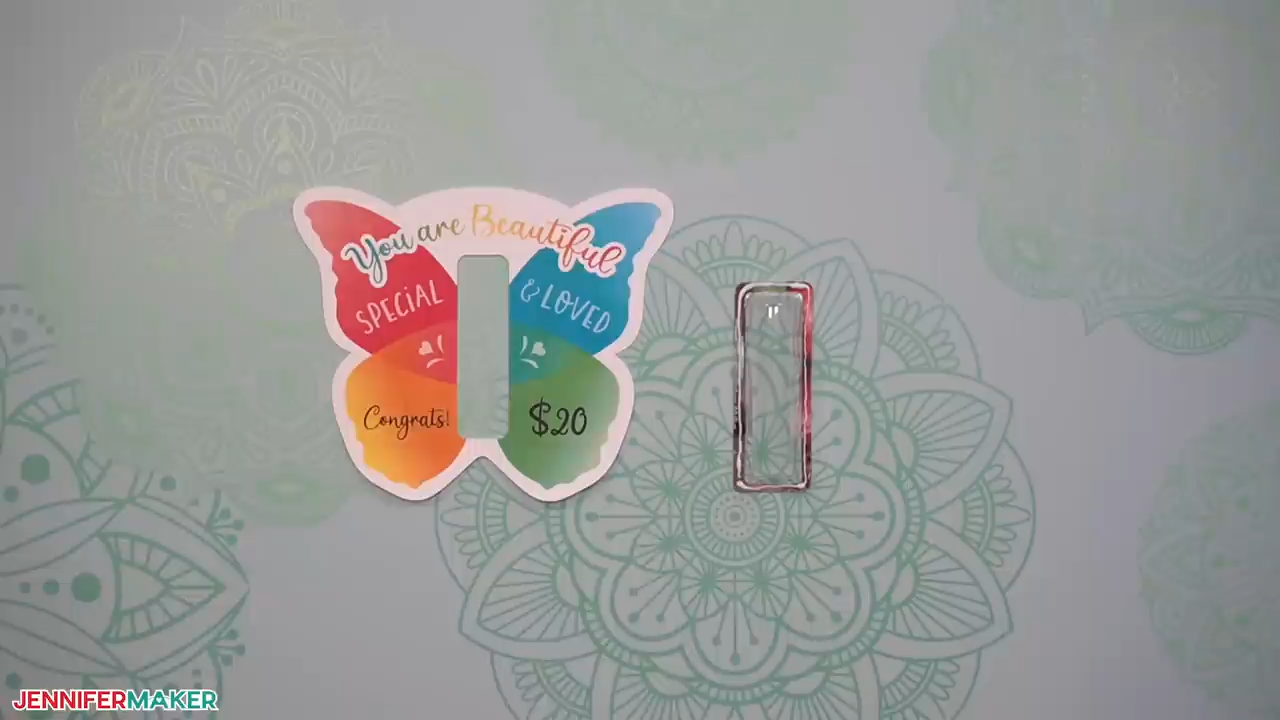 You are Beautiful
SPECiAL
& LOVED
Congrats!
$20
JENNIFERMAKER